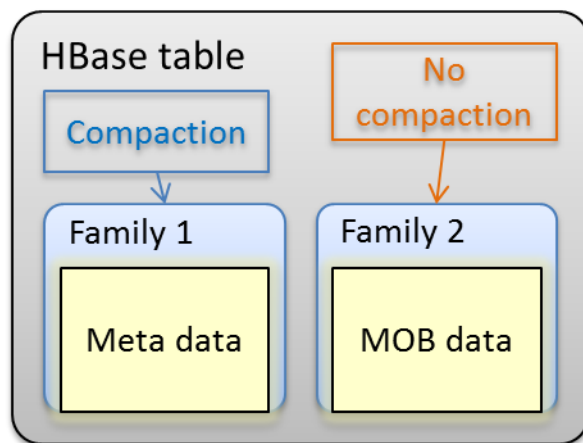 HBase table
Compaction
No
compaction
Family 1
Family 2
Meta data
MOB data